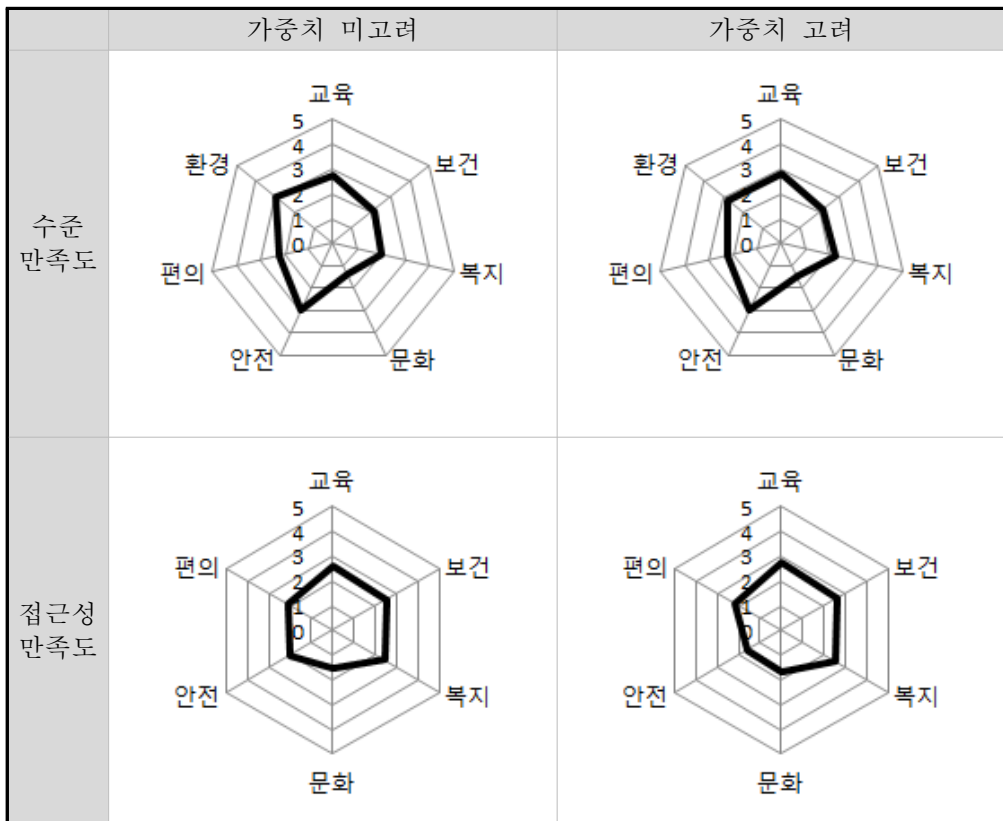 가중치 미고려
가중치 고려
수준
만족도
교육
보건
복지
문화
안전
편의
환경
5
4
3
2
1
0
교육
보건
복지
문화
안전
편의
환경
5
4
3
2
1
0
접근성
만족도
교육
보건
복지
문화
안전
편의
5
4
3
2
1
0
교육
보건
복지
문화
안전
편의
5
4
3
2
1
0